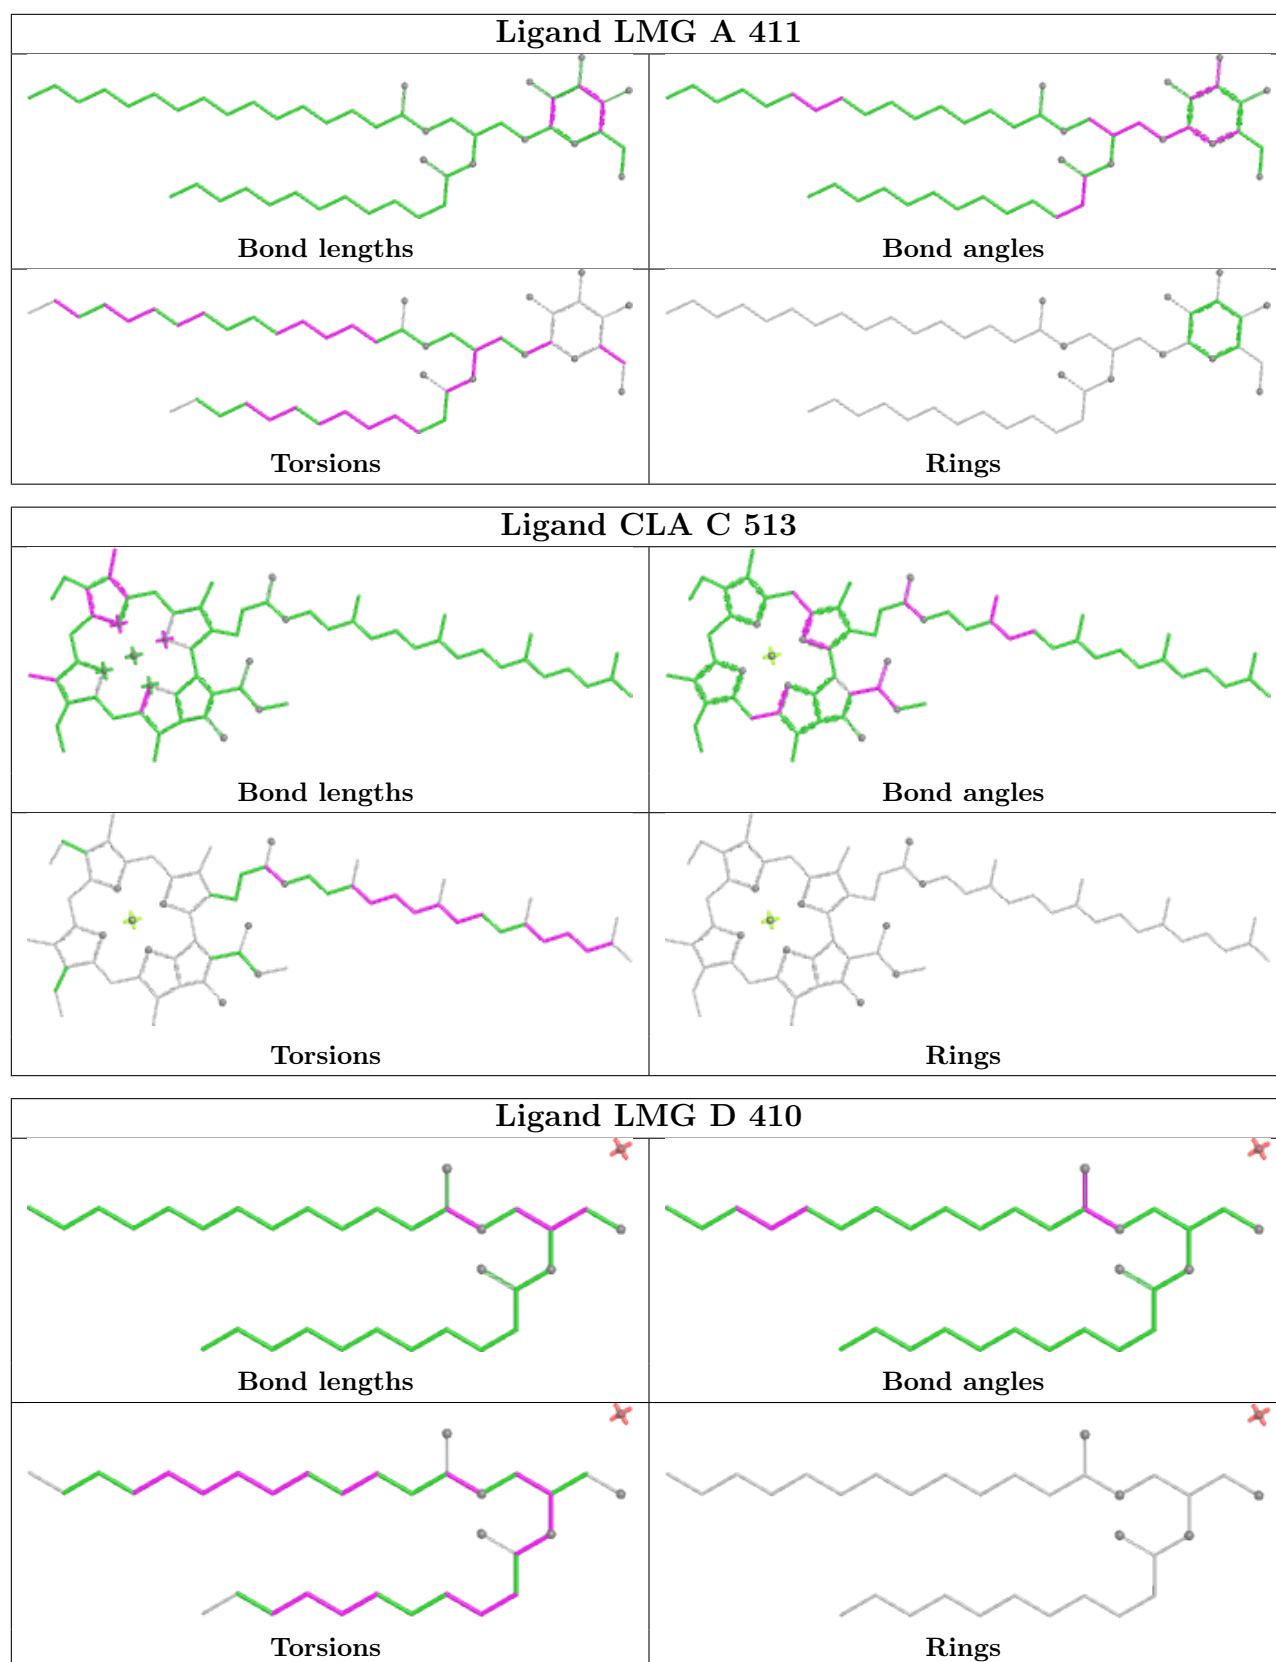 Ligand LMG A 411
Bond lengths
Bond angles
Torsions
Rings
Ligand CLA C 513
Bond lengths
Bond angles
Torsions
Rings
Ligand LMG D 410
Bond lengths
Bond angles
Torsions
Rings